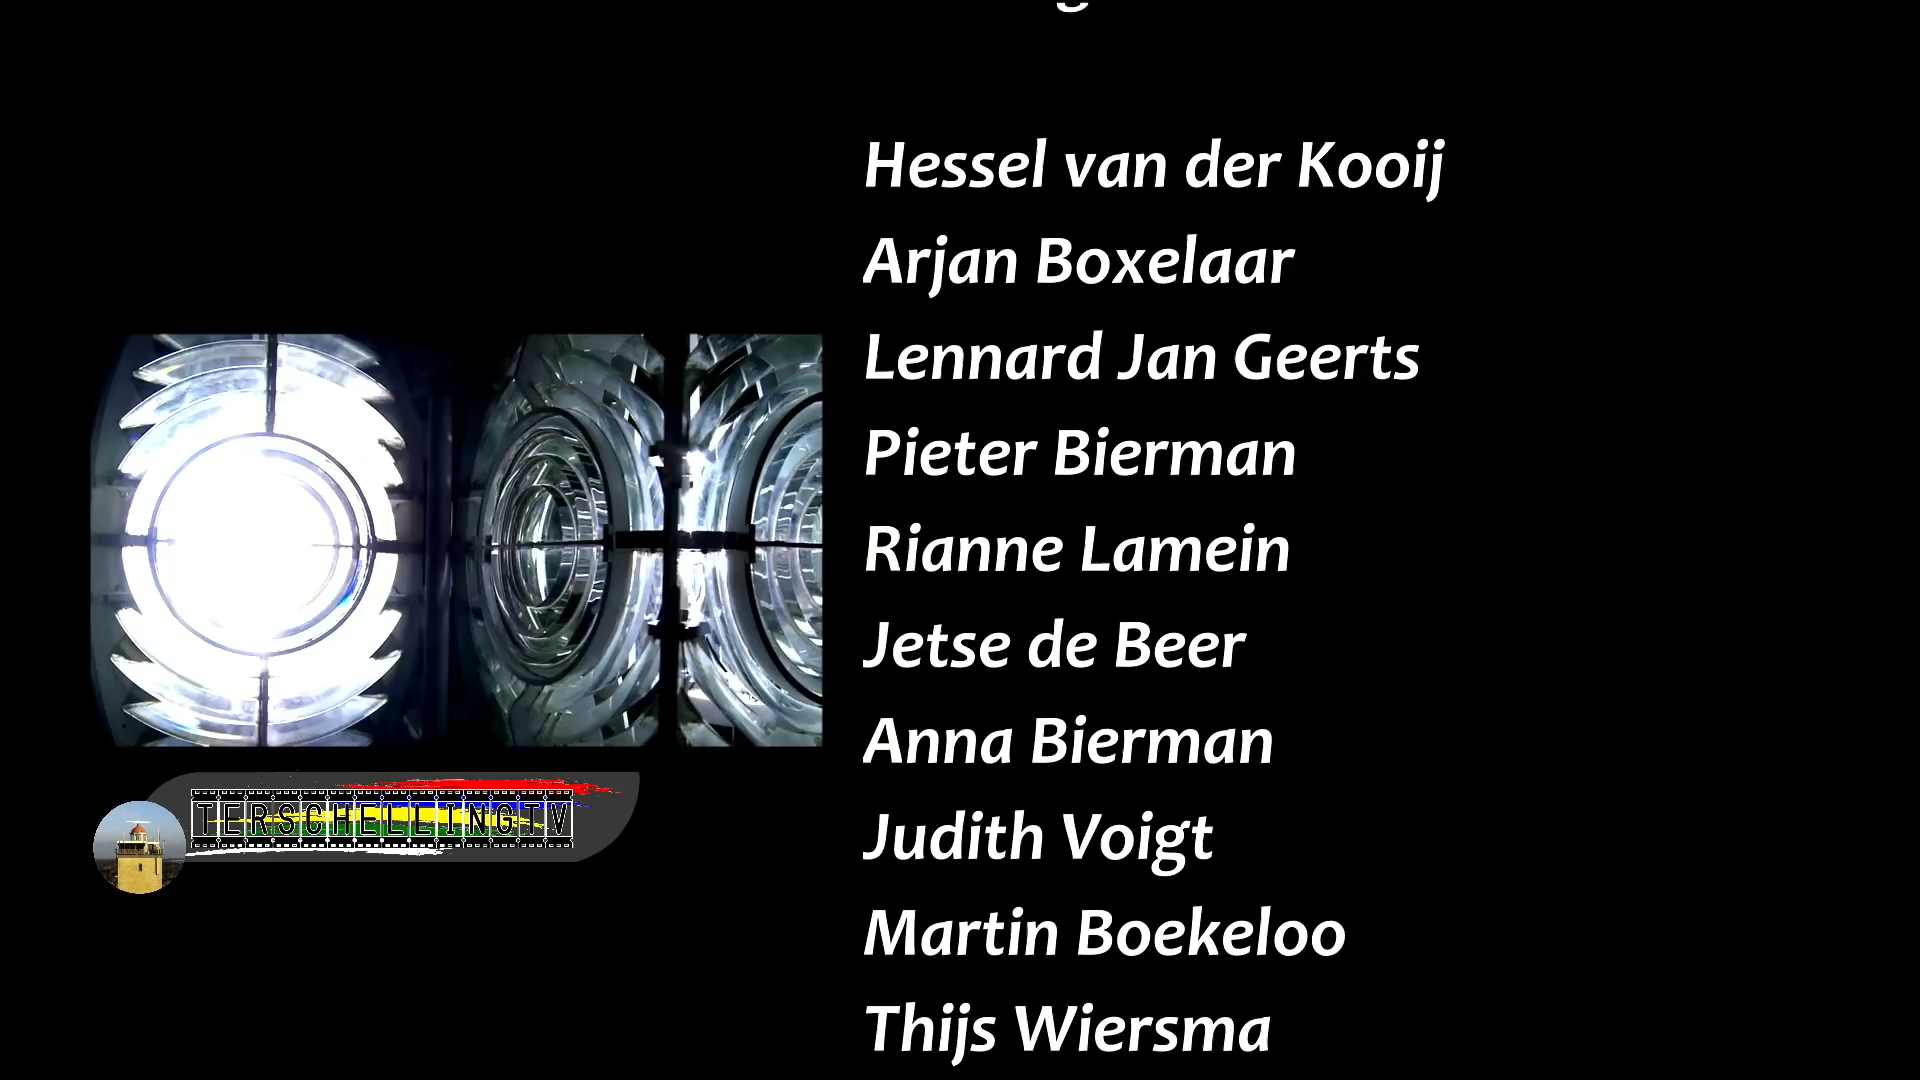 Hessel van der Kooij
Arjan Boxelaar
Lennard Jan Geerts
Pieter Bierman
Rianne Lamein
Jetse de Beer
Anna Bierman
Judith Voigt
Martin Boekeloo
Thijs Wiersma
TERSCHELLINGTV